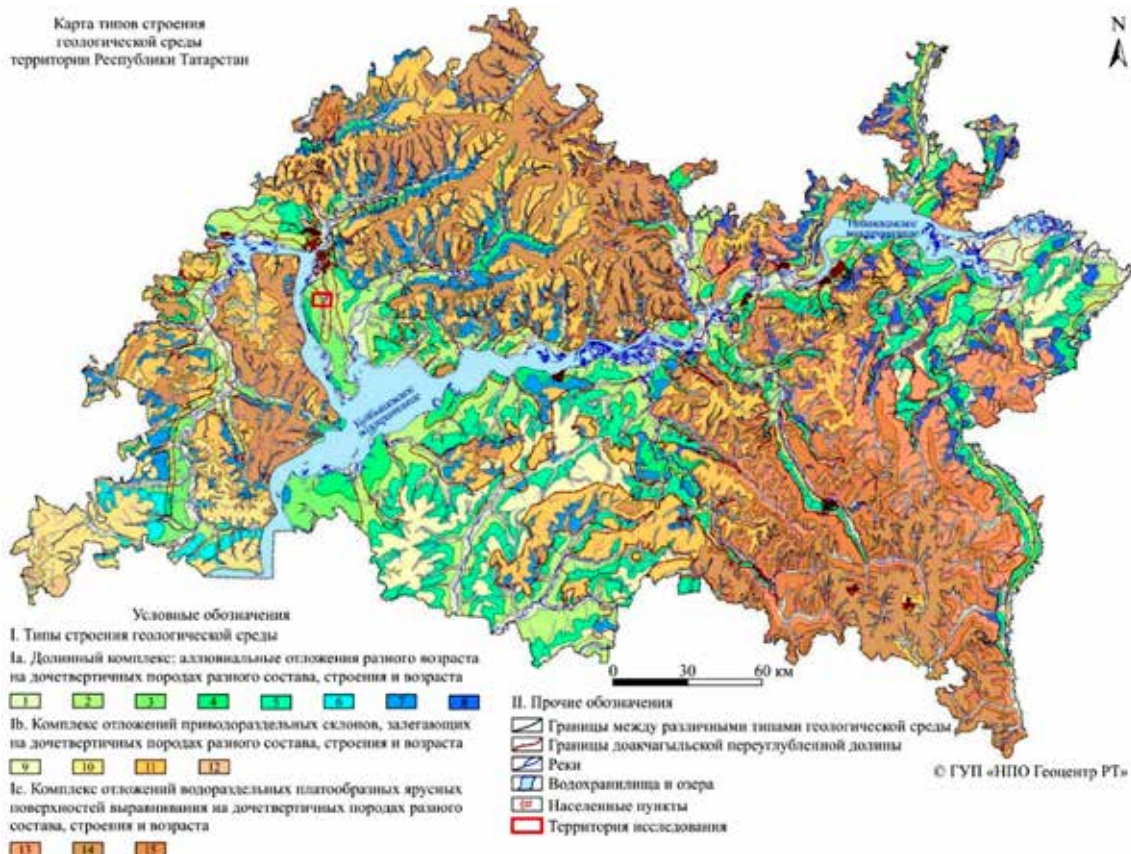 Карта типов строения
геологической среды
территории Республики Татарстан
N
Нижнекамское
водохранилище
Куйбышевское
водохранилище
0 30 60 км
Условные обозначения
I. Типы строения геологической среды
Ia. Долинный комплекс: аллювиальные отложения разного возраста
на дочетвертичных породах разного состава, строения и возраста
1 2 3 4 5 6 7 8
Ib. Комплекс отложений приводораздельных склонов, залегающих
на дочетвертичных породах разного состава, строения и возраста
9 10 11 12
Ic. Комплекс отложений водораздельных платообразных ярусных
поверхностей выравнивания на дочетвертичных породах разного
состава, строения и возраста
13 14 15
II. Прочие обозначения
Границы между различными типами геологической среды
Границы доакчагыльской переуглубленной долины
Реки
Водохранилища и озера
Населенные пункты
Территория исследования
© ГУП «НПО Геоцентр РТ»